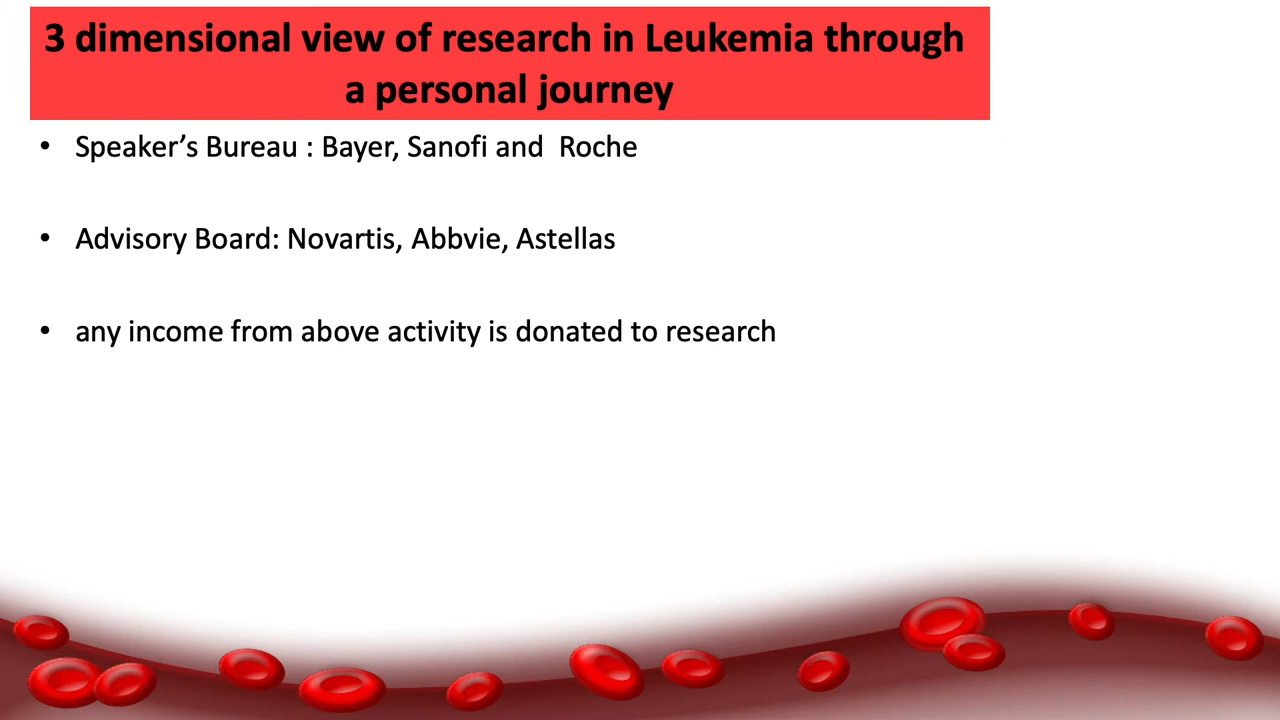 3 dimensional view of research in Leukemia through
a personal journey
• Speaker’s Bureau : Bayer, Sanofi and  Roche
• Advisory Board: Novartis, Abbvie, Astellas
• any income from above activity is donated to research